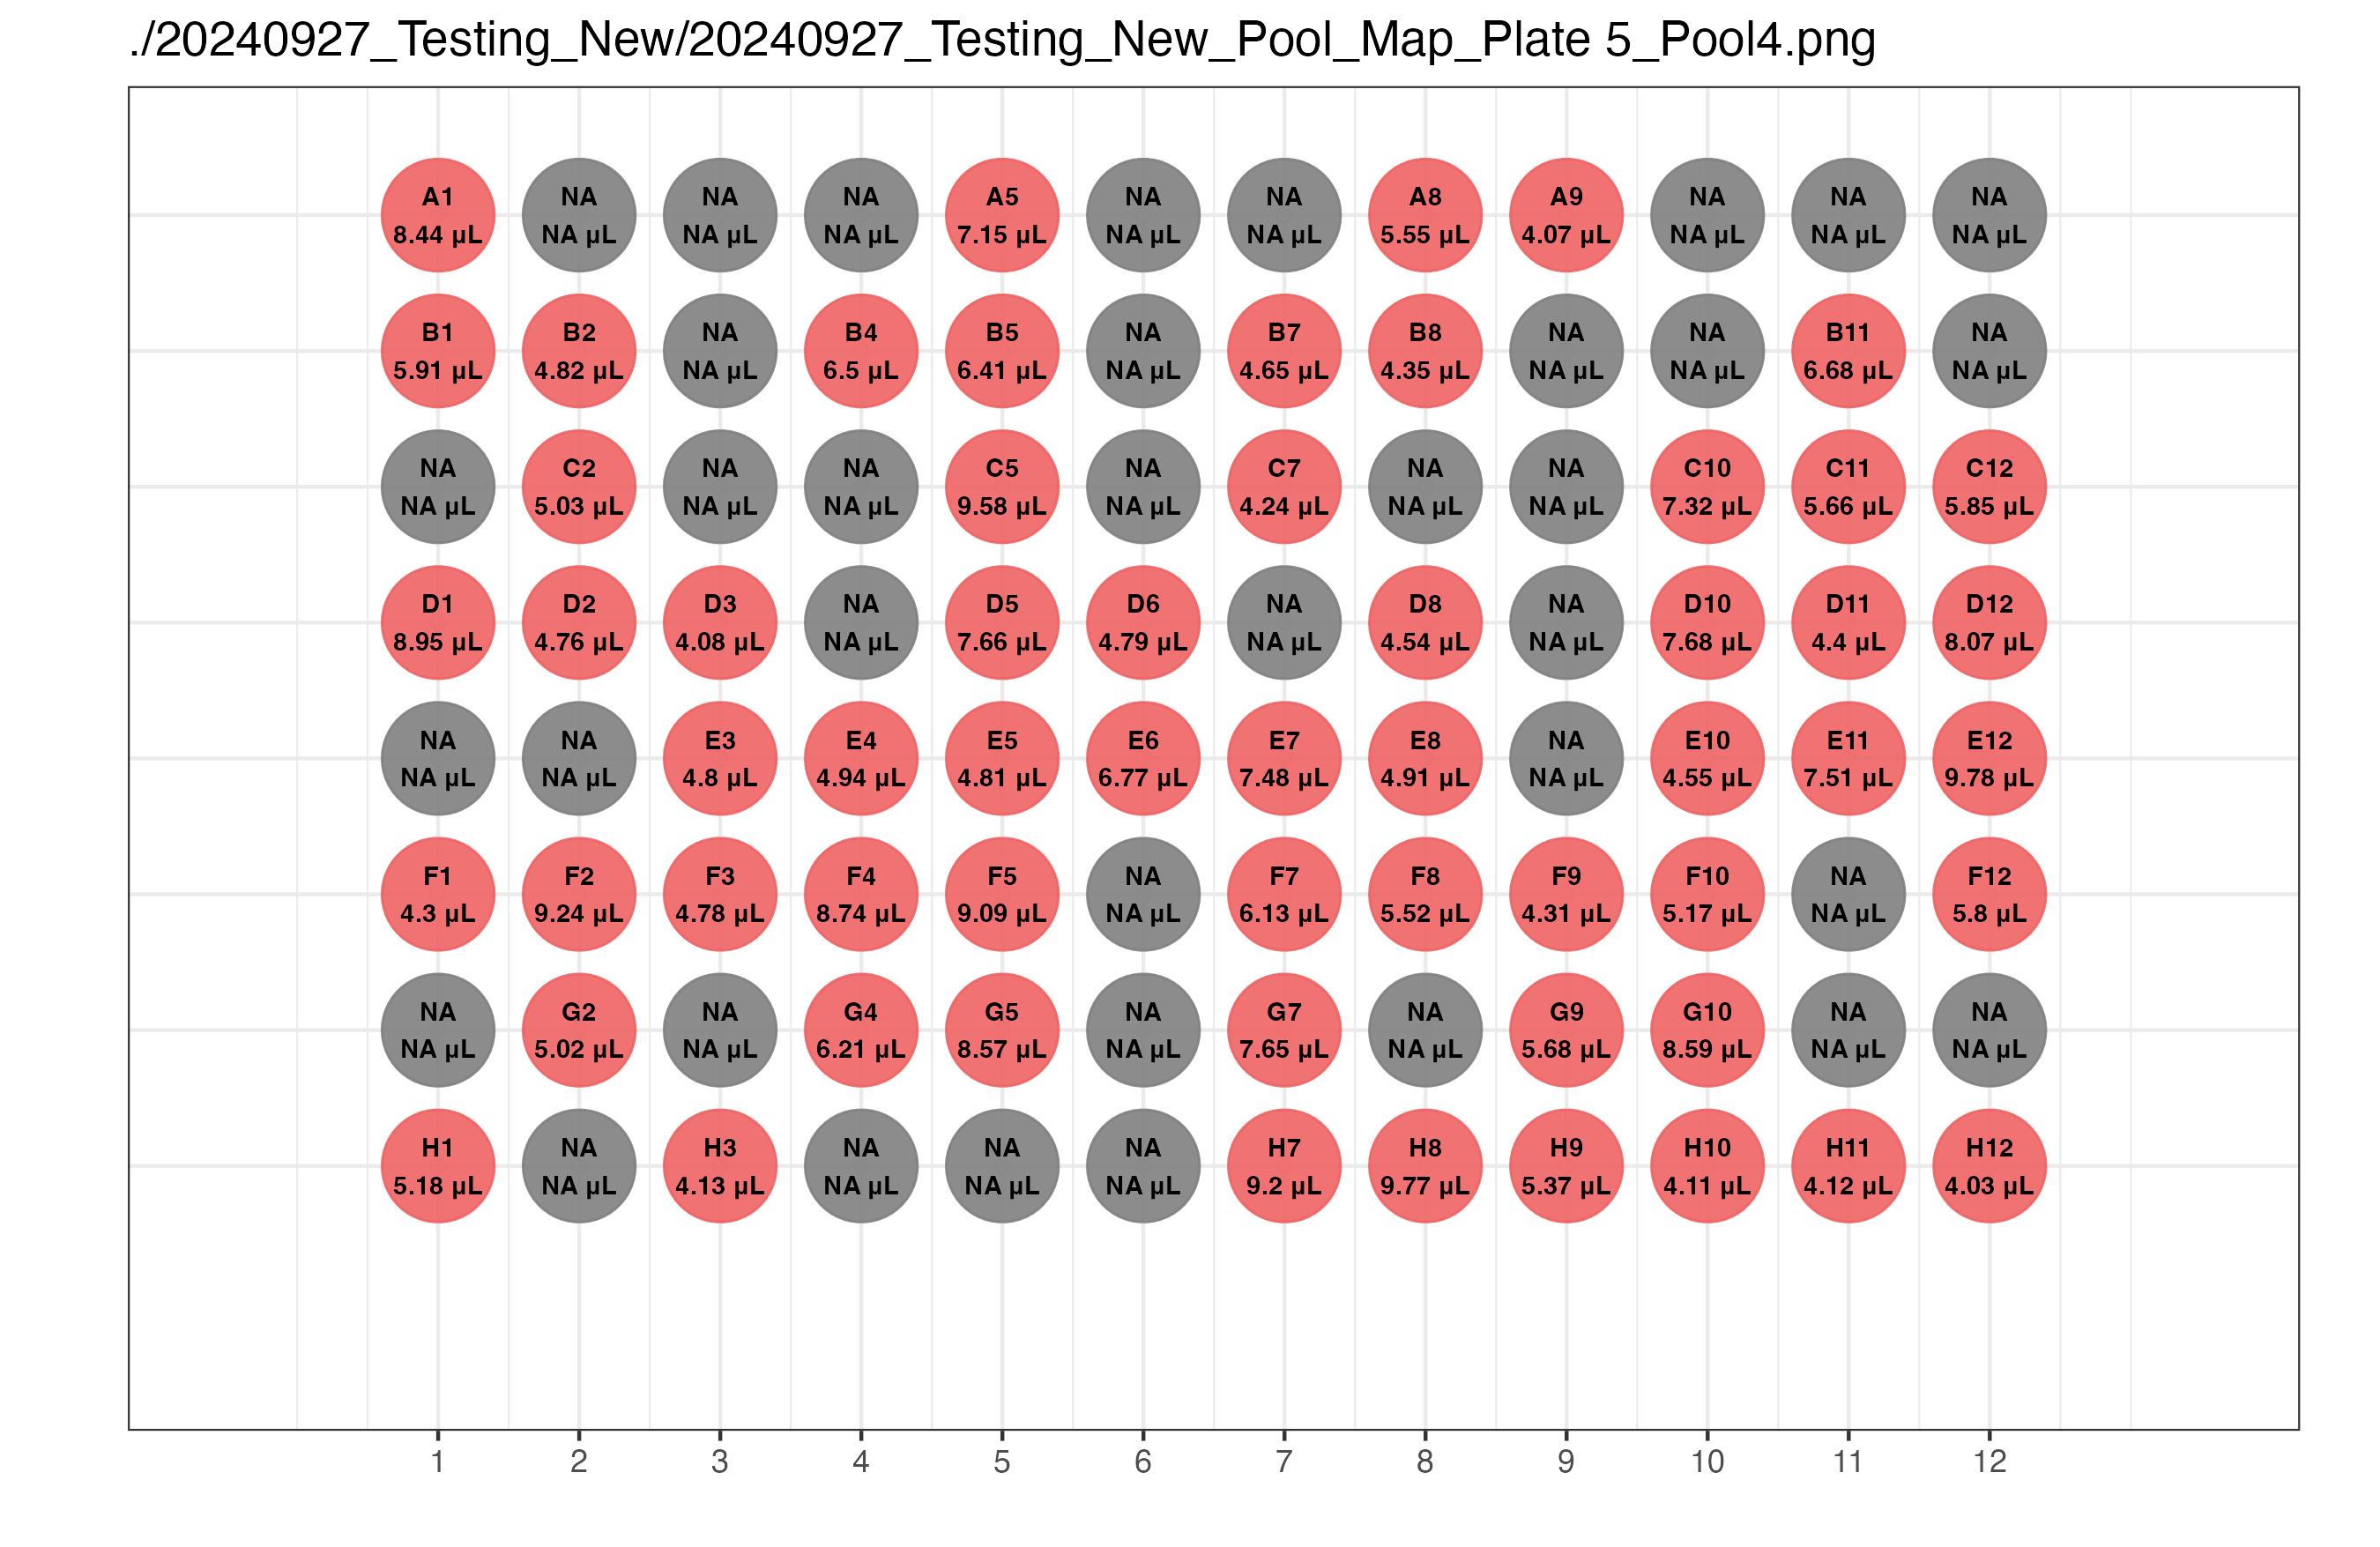 ./20240927_Testing_New/20240927_Testing_New_Pool_Map_Plate 5_Pool4.png
A1 NA NA NA A5 NA NA A8 A9 NA NA NA
8.44 µL NA µL NA µL NA µL 7.15 µL NA µL NA µL 5.55 µL 4.07 µL NA µL NA µL NA µL
B1 B2 NA B4 B5 NA B7 B8 NA NA B11 NA
5.91 µL 4.82 µL NA µL 6.5 µL 6.41 µL NA µL 4.65 µL 4.35 µL NA µL NA µL 6.68 µL NA µL
NA C2 NA NA C5 NA C7 NA NA C10 C11 C12
NA µL 5.03 µL NA µL NA µL 9.58 µL NA µL 4.24 µL NA µL NA µL 7.32 µL 5.66 µL 5.85 µL
D1 D2 D3 NA D5 D6 NA D8 NA D10 D11 D12
8.95 µL 4.76 µL 4.08 µL NA µL 7.66 µL 4.79 µL NA µL 4.54 µL NA µL 7.68 µL 4.4 µL 8.07 µL
NA NA E3 E4 E5 E6 E7 E8 NA E10 E11 E12
NA µL NA µL 4.8 µL 4.94 µL 4.81 µL 6.77 µL 7.48 µL 4.91 µL NA µL 4.55 µL 7.51 µL 9.78 µL
F1 F2 F3 F4 F5 NA F7 F8 F9 F10 NA F12
4.3 µL 9.24 µL 4.78 µL 8.74 µL 9.09 µL NA µL 6.13 µL 5.52 µL 4.31 µL 5.17 µL NA µL 5.8 µL
NA G2 NA G4 G5 NA G7 NA G9 G10 NA NA
NA µL 5.02 µL NA µL 6.21 µL 8.57 µL NA µL 7.65 µL NA µL 5.68 µL 8.59 µL NA µL NA µL
H1 NA H3 NA NA NA H7 H8 H9 H10 H11 H12
5.18 µL NA µL 4.13 µL NA µL NA µL NA µL 9.2 µL 9.77 µL 5.37 µL 4.11 µL 4.12 µL 4.03 µL
1 2 3 4 5 6 7 8 9 10 11 12